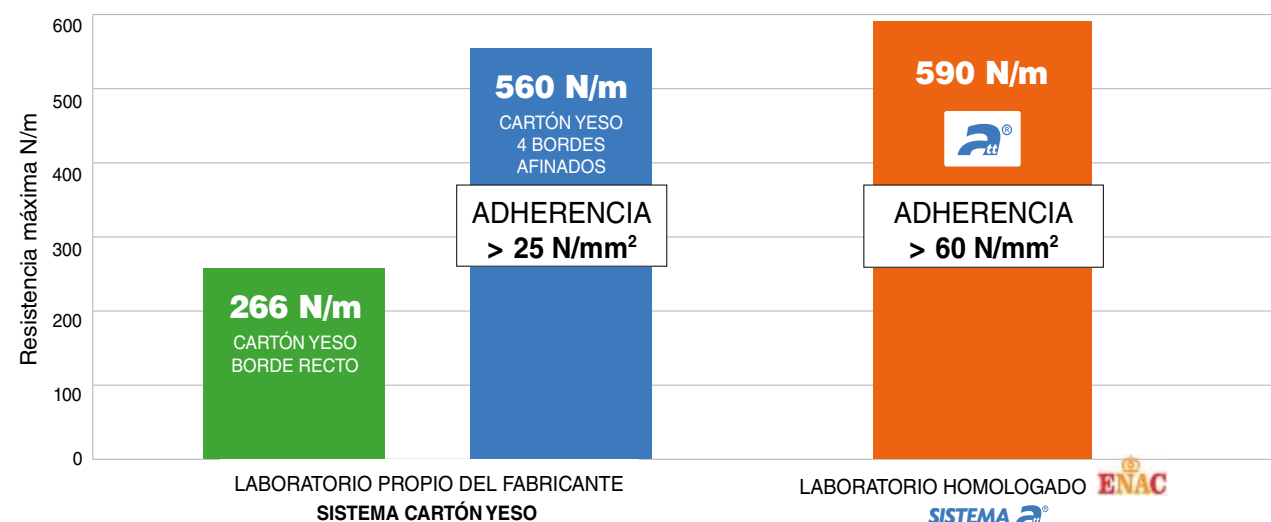 Resistencia máxima N/m
600
500
400
300
200
100
0
266 N/m
CARTÓN YESO
BORDE RECTO
560 N/m
CARTÓN YESO
4 BORDES
AFINADOS
ADHERENCIA
> 25 N/mm²
590 N/m
att®
ADHERENCIA
> 60 N/mm²
LABORATORIO PROPIO DEL FABRICANTE
SISTEMA CARTÓN YESO
LABORATORIO HOMOLOGADO ENAC
SISTEMA att®